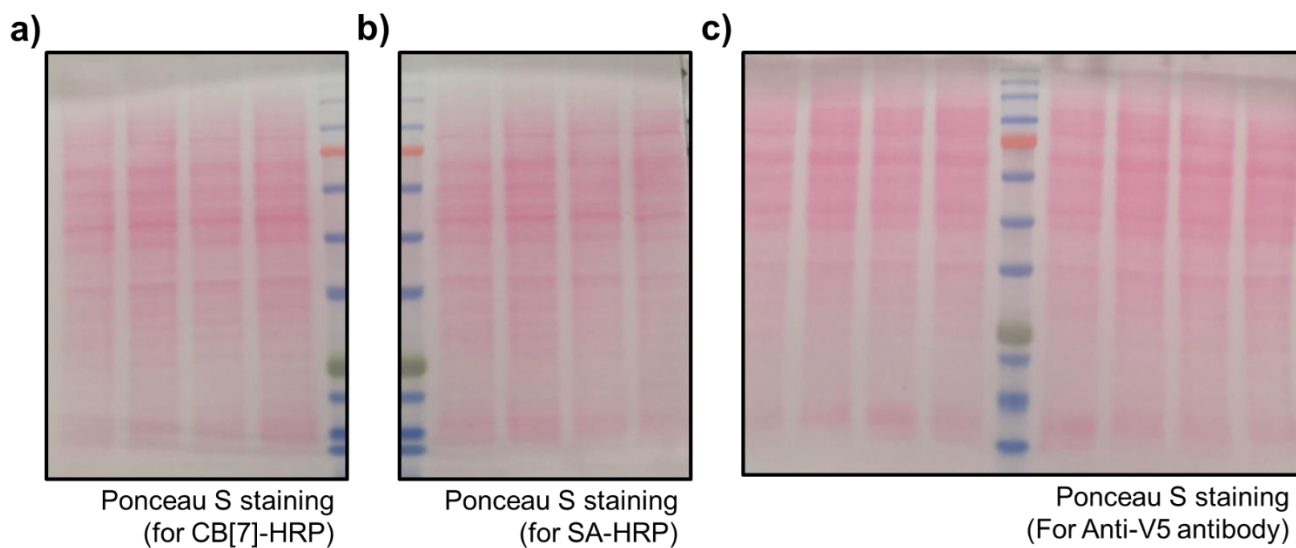 a)
b)
c)
Ponceau S staining
(for CB[7]-HRP)
Ponceau S staining
(for SA-HRP)
Ponceau S staining
(For Anti-V5 antibody)